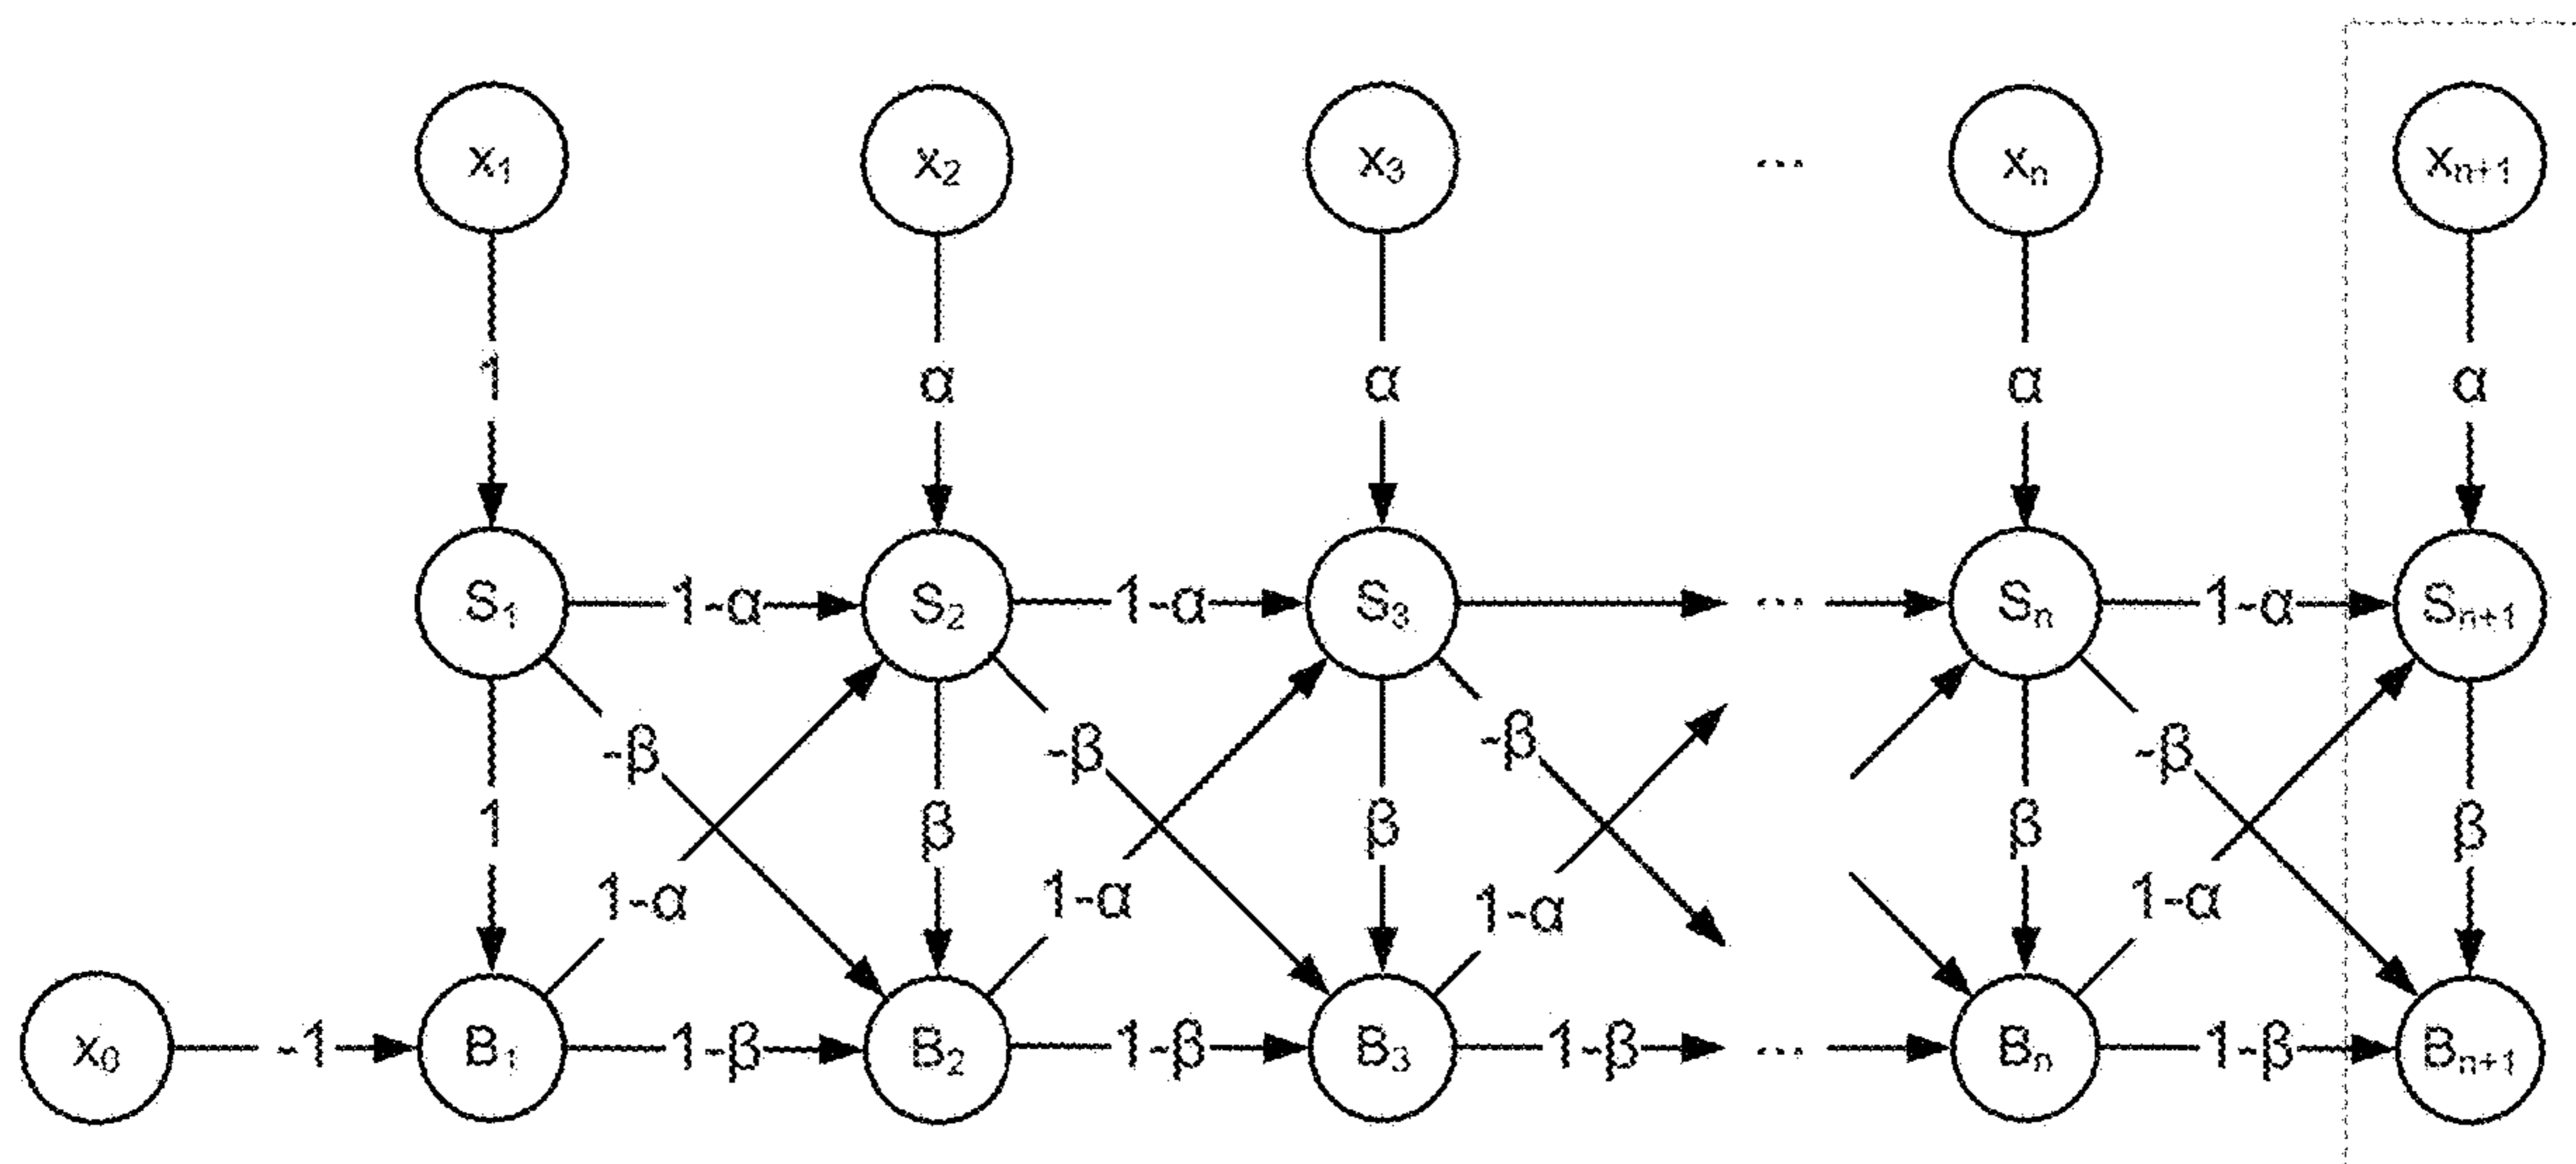 x₁ x₂ x₃ ... xₙ xₙ₊₁
1 α α α α
S₁ 1-α S₂ 1-α S₃ ... Sₙ 1-α Sₙ₊₁
-β -β -β -β
1 β β β β
1-α 1-α 1-α 1-α
x₀ -1 B₁ 1-β B₂ 1-β B₃ 1-β ... Bₙ 1-β Bₙ₊₁